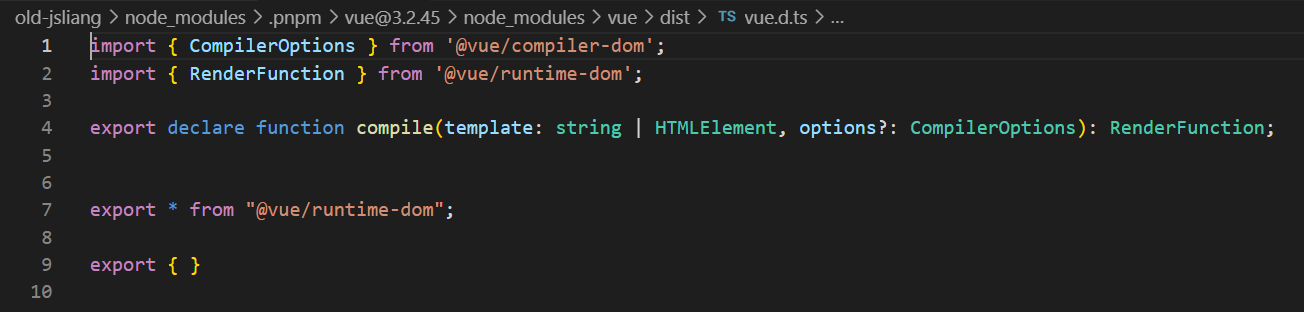 old-jsliang > node_modules > .pnpm > vue@3.2.45 > node_modules > vue > dist > TS vue.d.ts > ...
1 import { CompilerOptions } from '@vue/compiler-dom';
2 import { RenderFunction } from '@vue/runtime-dom';
3
4 export declare function compile(template: string | HTMLElement, options?: CompilerOptions): RenderFunction;
5
6
7 export * from "@vue/runtime-dom";
8
9 export { }
10